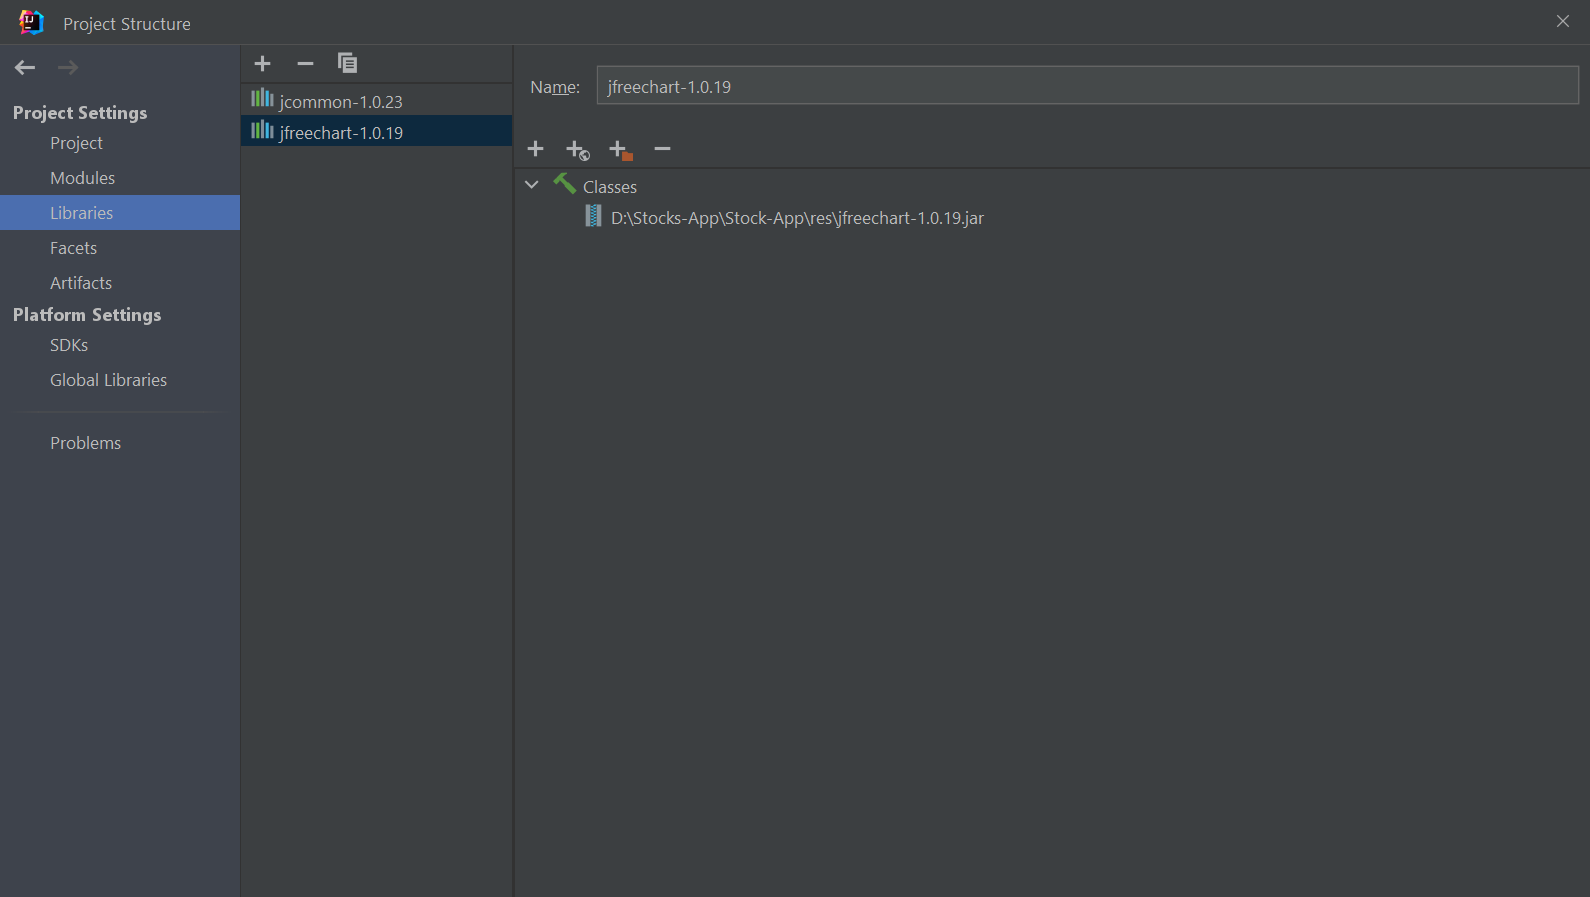 IJ
Project Structure
Project Settings
Project
Modules
Libraries
Facets
Artifacts
Platform Settings
SDKs
Global Libraries
Problems
jcommon-1.0.23
jfreechart-1.0.19
Name: jfreechart-1.0.19
Classes
D:\Stocks-App\Stock-App\res\jfreechart-1.0.19.jar